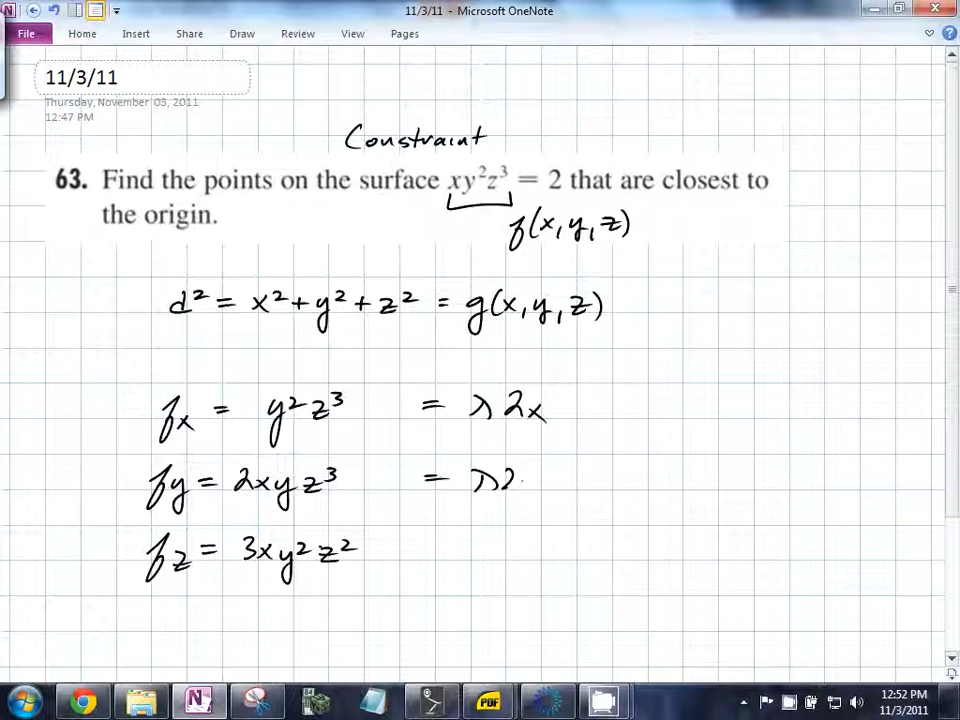 11/3/11 - Microsoft OneNote
File Home Insert Share Draw Review View Pages
11/3/11
Thursday, November 03, 2011
12:47 PM
Constraint
63. Find the points on the surface xy²z³ = 2 that are closest to
the origin.
f(x,y,z)
d² = x² + y² + z² = g(x,y,z)
fx = y²z³ = λ2x
fy = 2xyz³ = λ2
fz = 3xy²z²
PDF
12:52 PM
11/3/2011